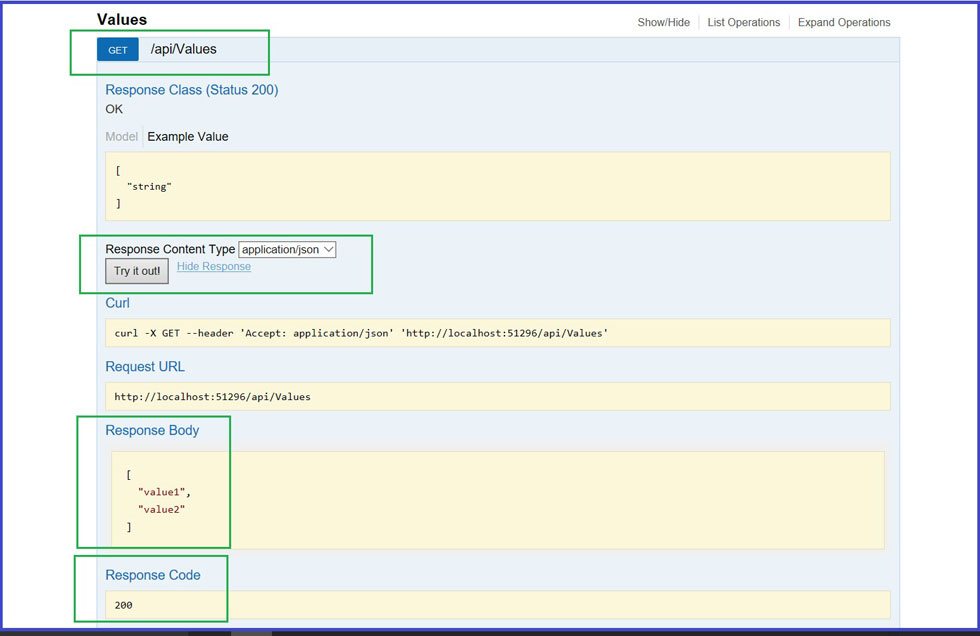 Values
Show/Hide List Operations Expand Operations
GET /api/Values
Response Class (Status 200)
OK
Model Example Value
[
"string"
]
Response Content Type application/json
Try it out! Hide Response
Curl
curl -X GET --header 'Accept: application/json' 'http://localhost:51296/api/Values'
Request URL
http://localhost:51296/api/Values
Response Body
[
"value1",
"value2"
]
Response Code
200